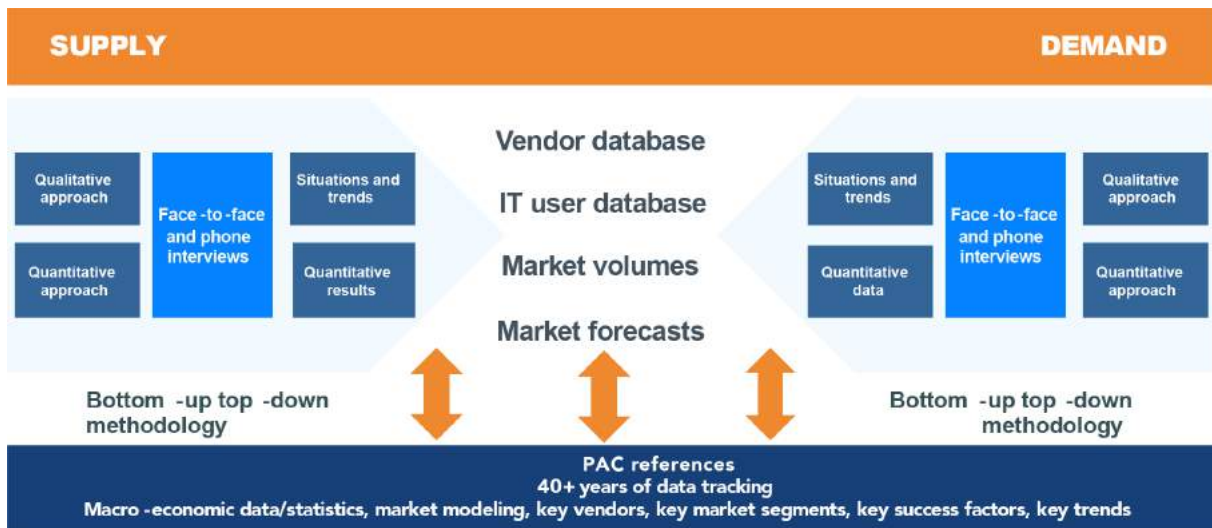 SUPPLY
DEMAND
Qualitative
approach
Quantitative
approach
Face -to-face
and phone
interviews
Situations and
trends
Quantitative
results
Vendor database
IT user database
Market volumes
Market forecasts
Situations and
trends
Quantitative
data
Face -to-face
and phone
interviews
Qualitative
approach
Quantitative
approach
Bottom -up top -down
methodology
Bottom -up top -down
methodology
PAC references
40+ years of data tracking
Macro -economic data/statistics, market modeling, key vendors, key market segments, key success factors, key trends